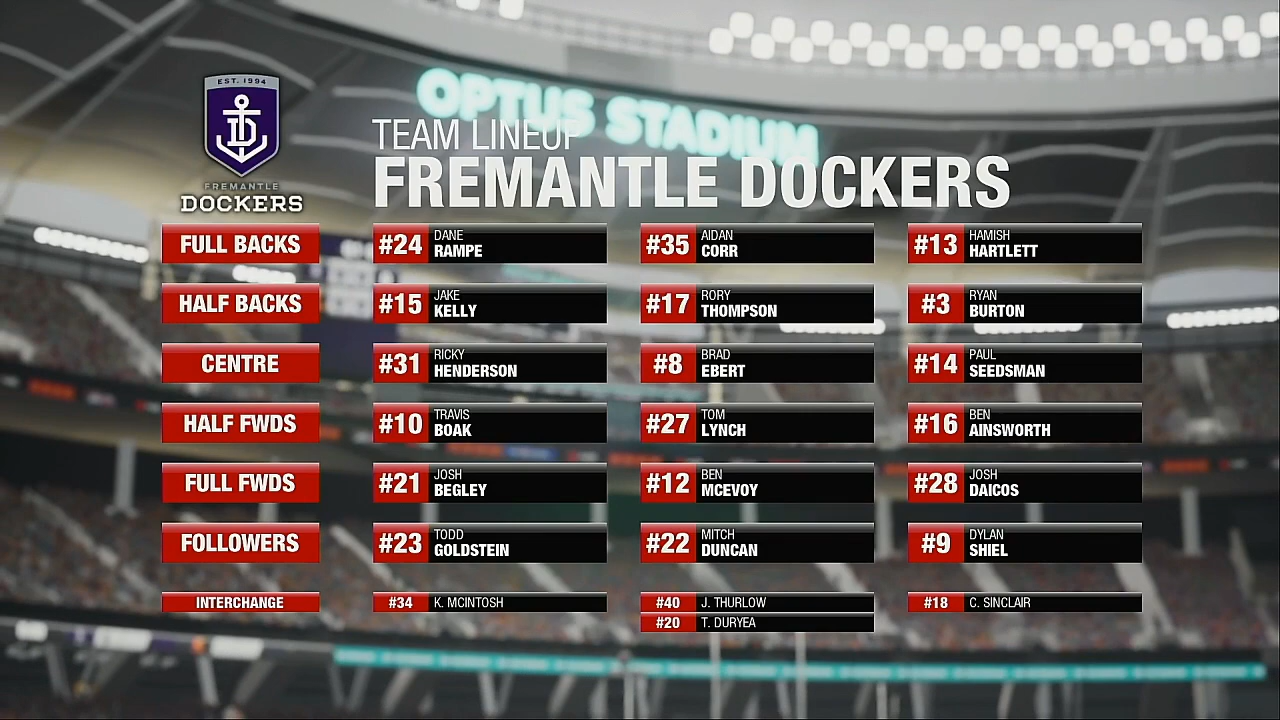 EST. 1994
D
FREMANTLE
DOCKERS
OPTUS STADIUM
TEAM LINEUP
FREMANTLE DOCKERS
FULL BACKS #24 DANE RAMPE #35 AIDAN CORR #13 HAMISH HARTLETT
HALF BACKS #15 JAKE KELLY #17 RORY THOMPSON #3 RYAN BURTON
CENTRE #31 RICKY HENDERSON #8 BRAD EBERT #14 PAUL SEEDSMAN
HALF FWDS #10 TRAVIS BOAK #27 TOM LYNCH #16 BEN AINSWORTH
FULL FWDS #21 JOSH BEGLEY #12 BEN MCEVOY #28 JOSH DAICOS
FOLLOWERS #23 TODD GOLDSTEIN #22 MITCH DUNCAN #9 DYLAN SHIEL
INTERCHANGE #34 K. MCINTOSH #40 J. THURLOW #18 C. SINCLAIR
#20 T. DURYEA